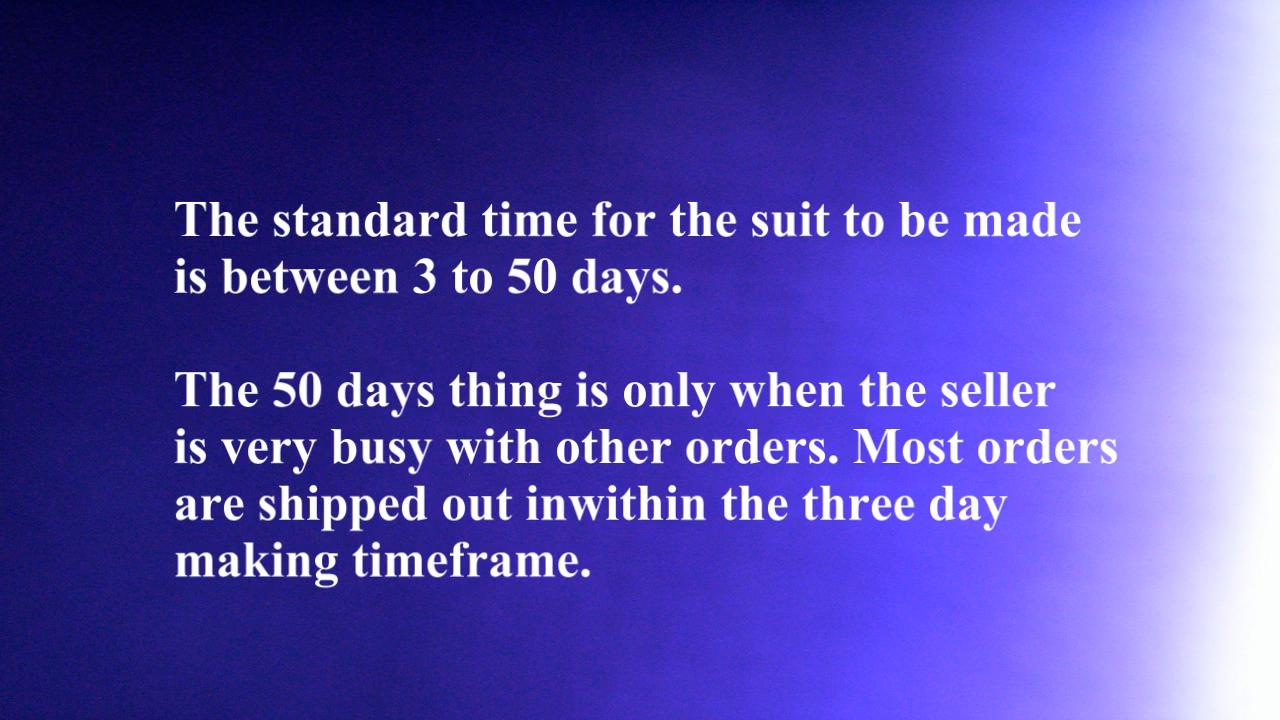 The standard time for the suit to be made
is between 3 to 50 days.
The 50 days thing is only when the seller
is very busy with other orders. Most orders
are shipped out inwithin the three day
making timeframe.